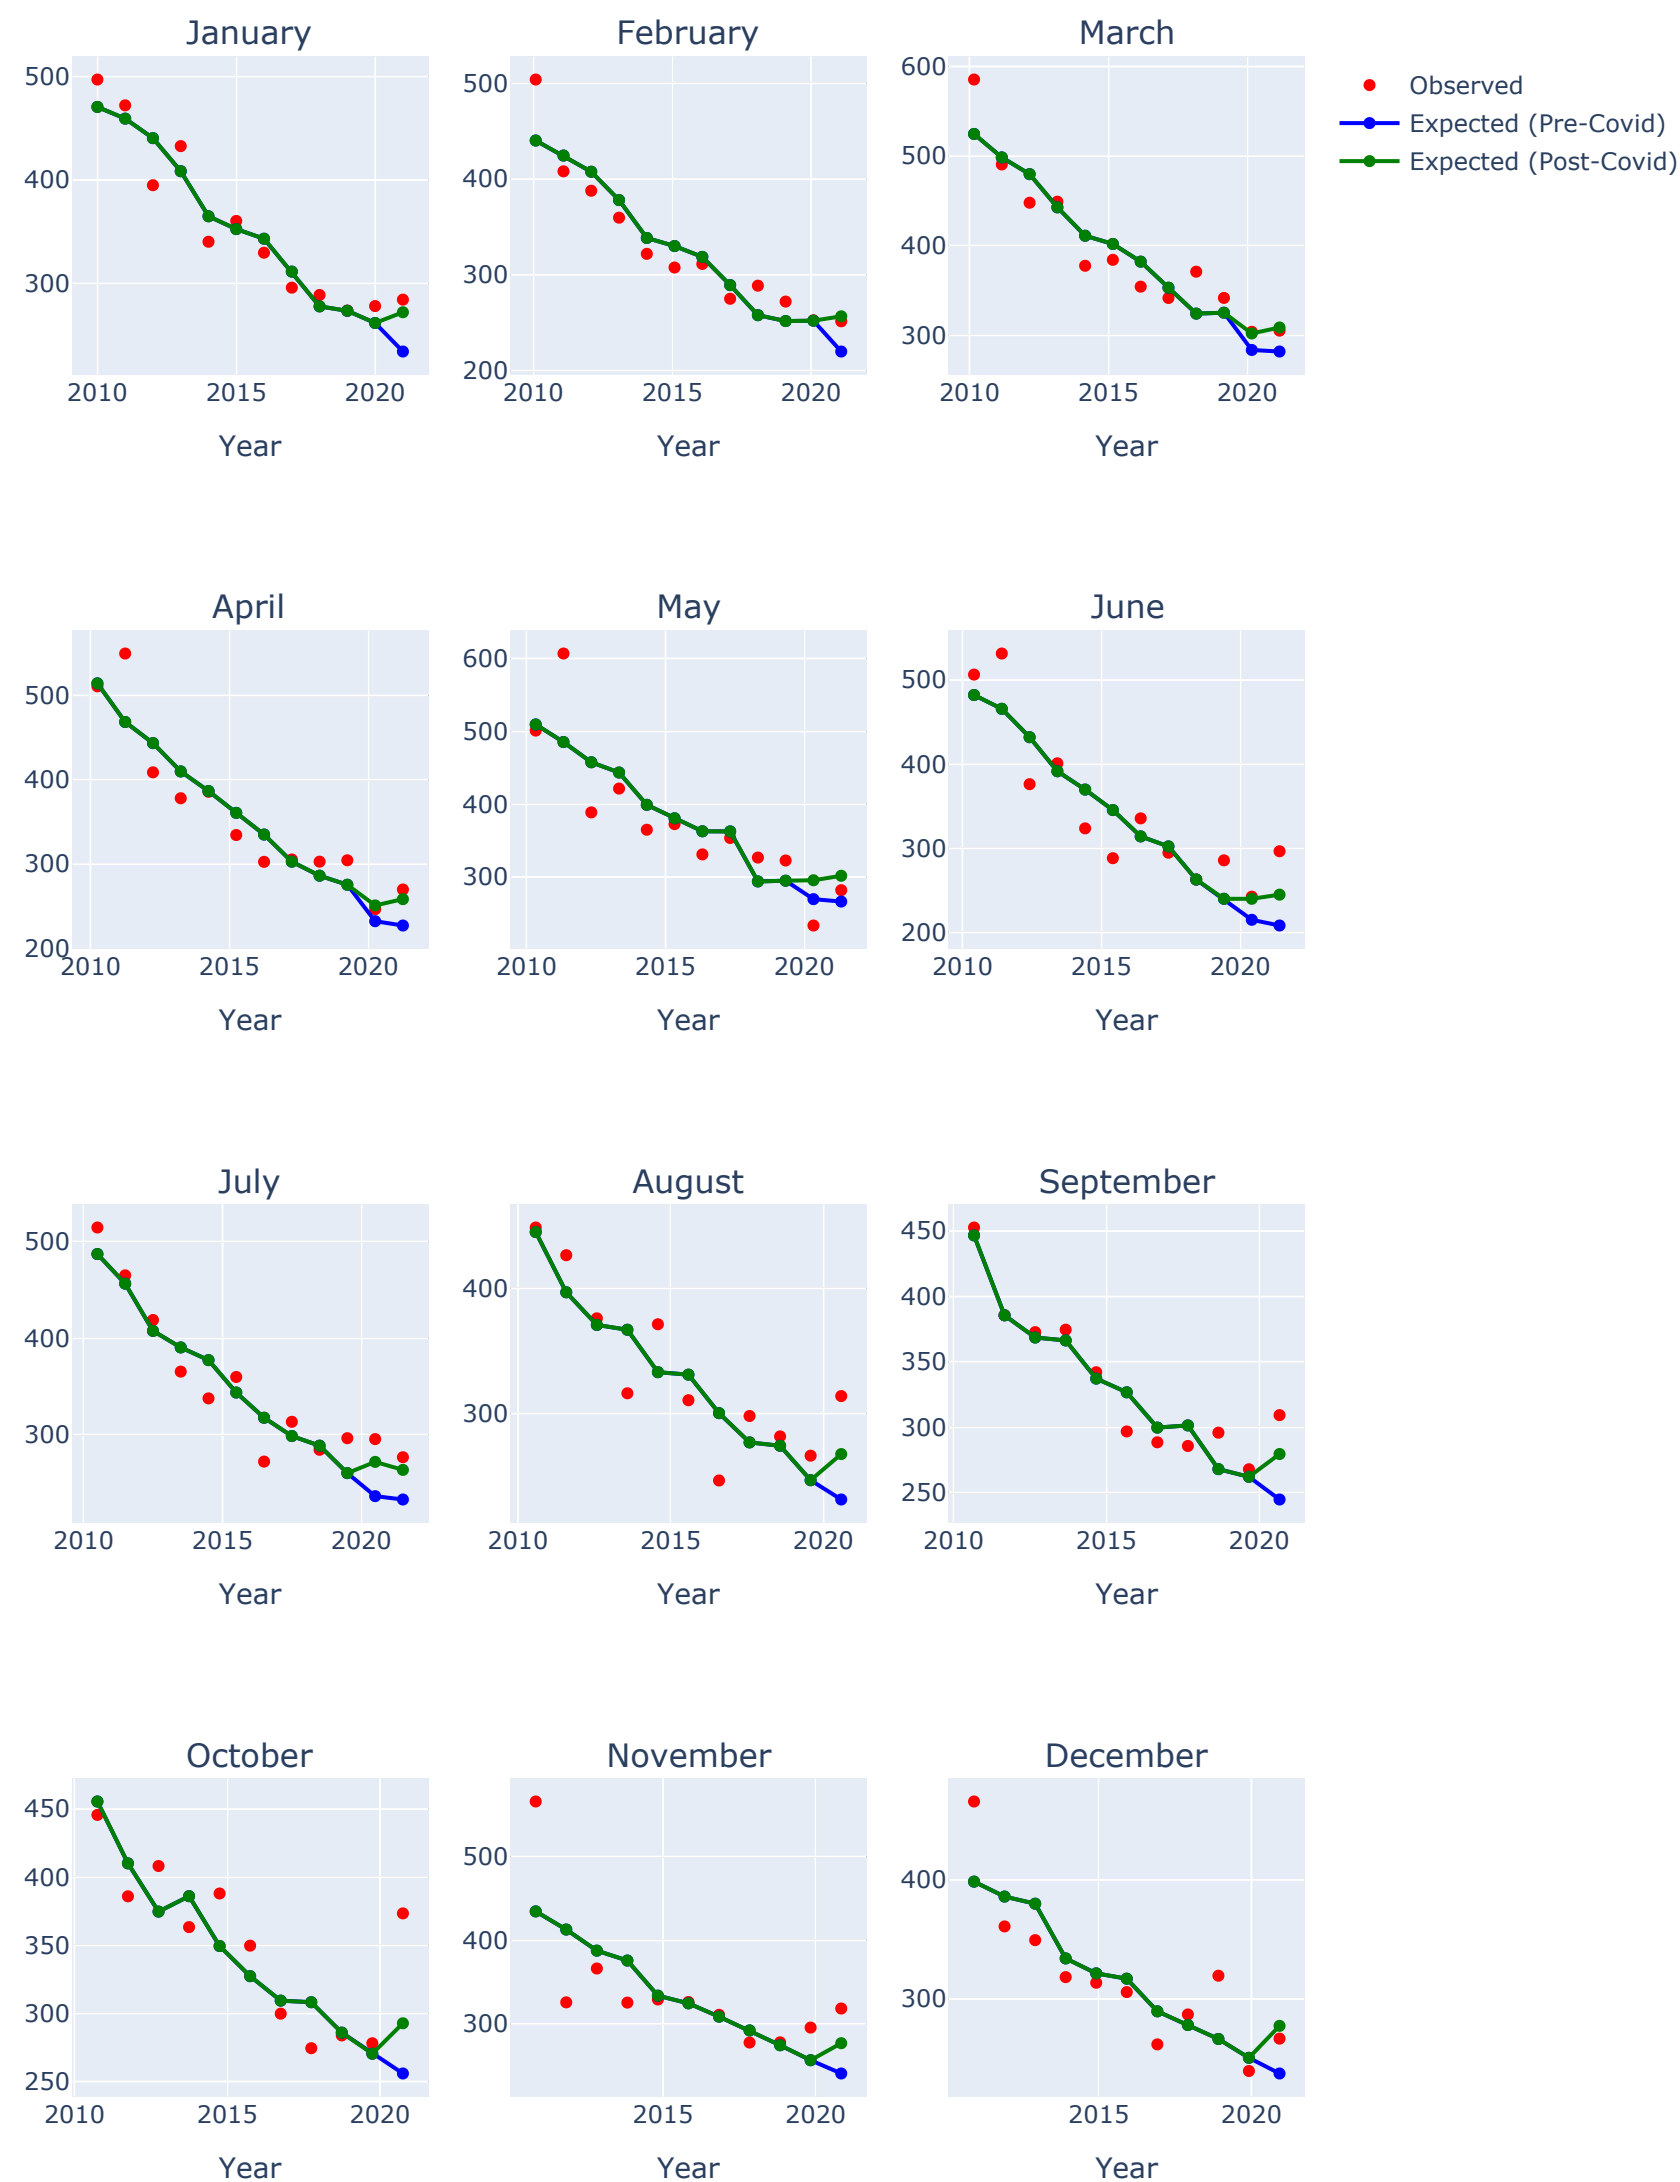 January
February
March
500
400
300
2010
2015
2020
Year
500
400
300
200
2010
2015
2020
Year
600
500
400
300
2010
2015
2020
Year
Observed
Expected (Pre-Covid)
Expected (Post-Covid)
April
May
June
500
400
300
200
2010
2015
2020
Year
600
500
400
300
2010
2015
2020
Year
500
400
300
200
2010
2015
2020
Year
July
August
September
500
400
300
2010
2015
2020
Year
400
300
2010
2015
2020
Year
450
400
350
300
250
2010
2015
2020
Year
October
November
December
450
400
350
300
250
2010
2015
2020
Year
500
400
300
2015
2020
Year
400
300
2015
2020
Year